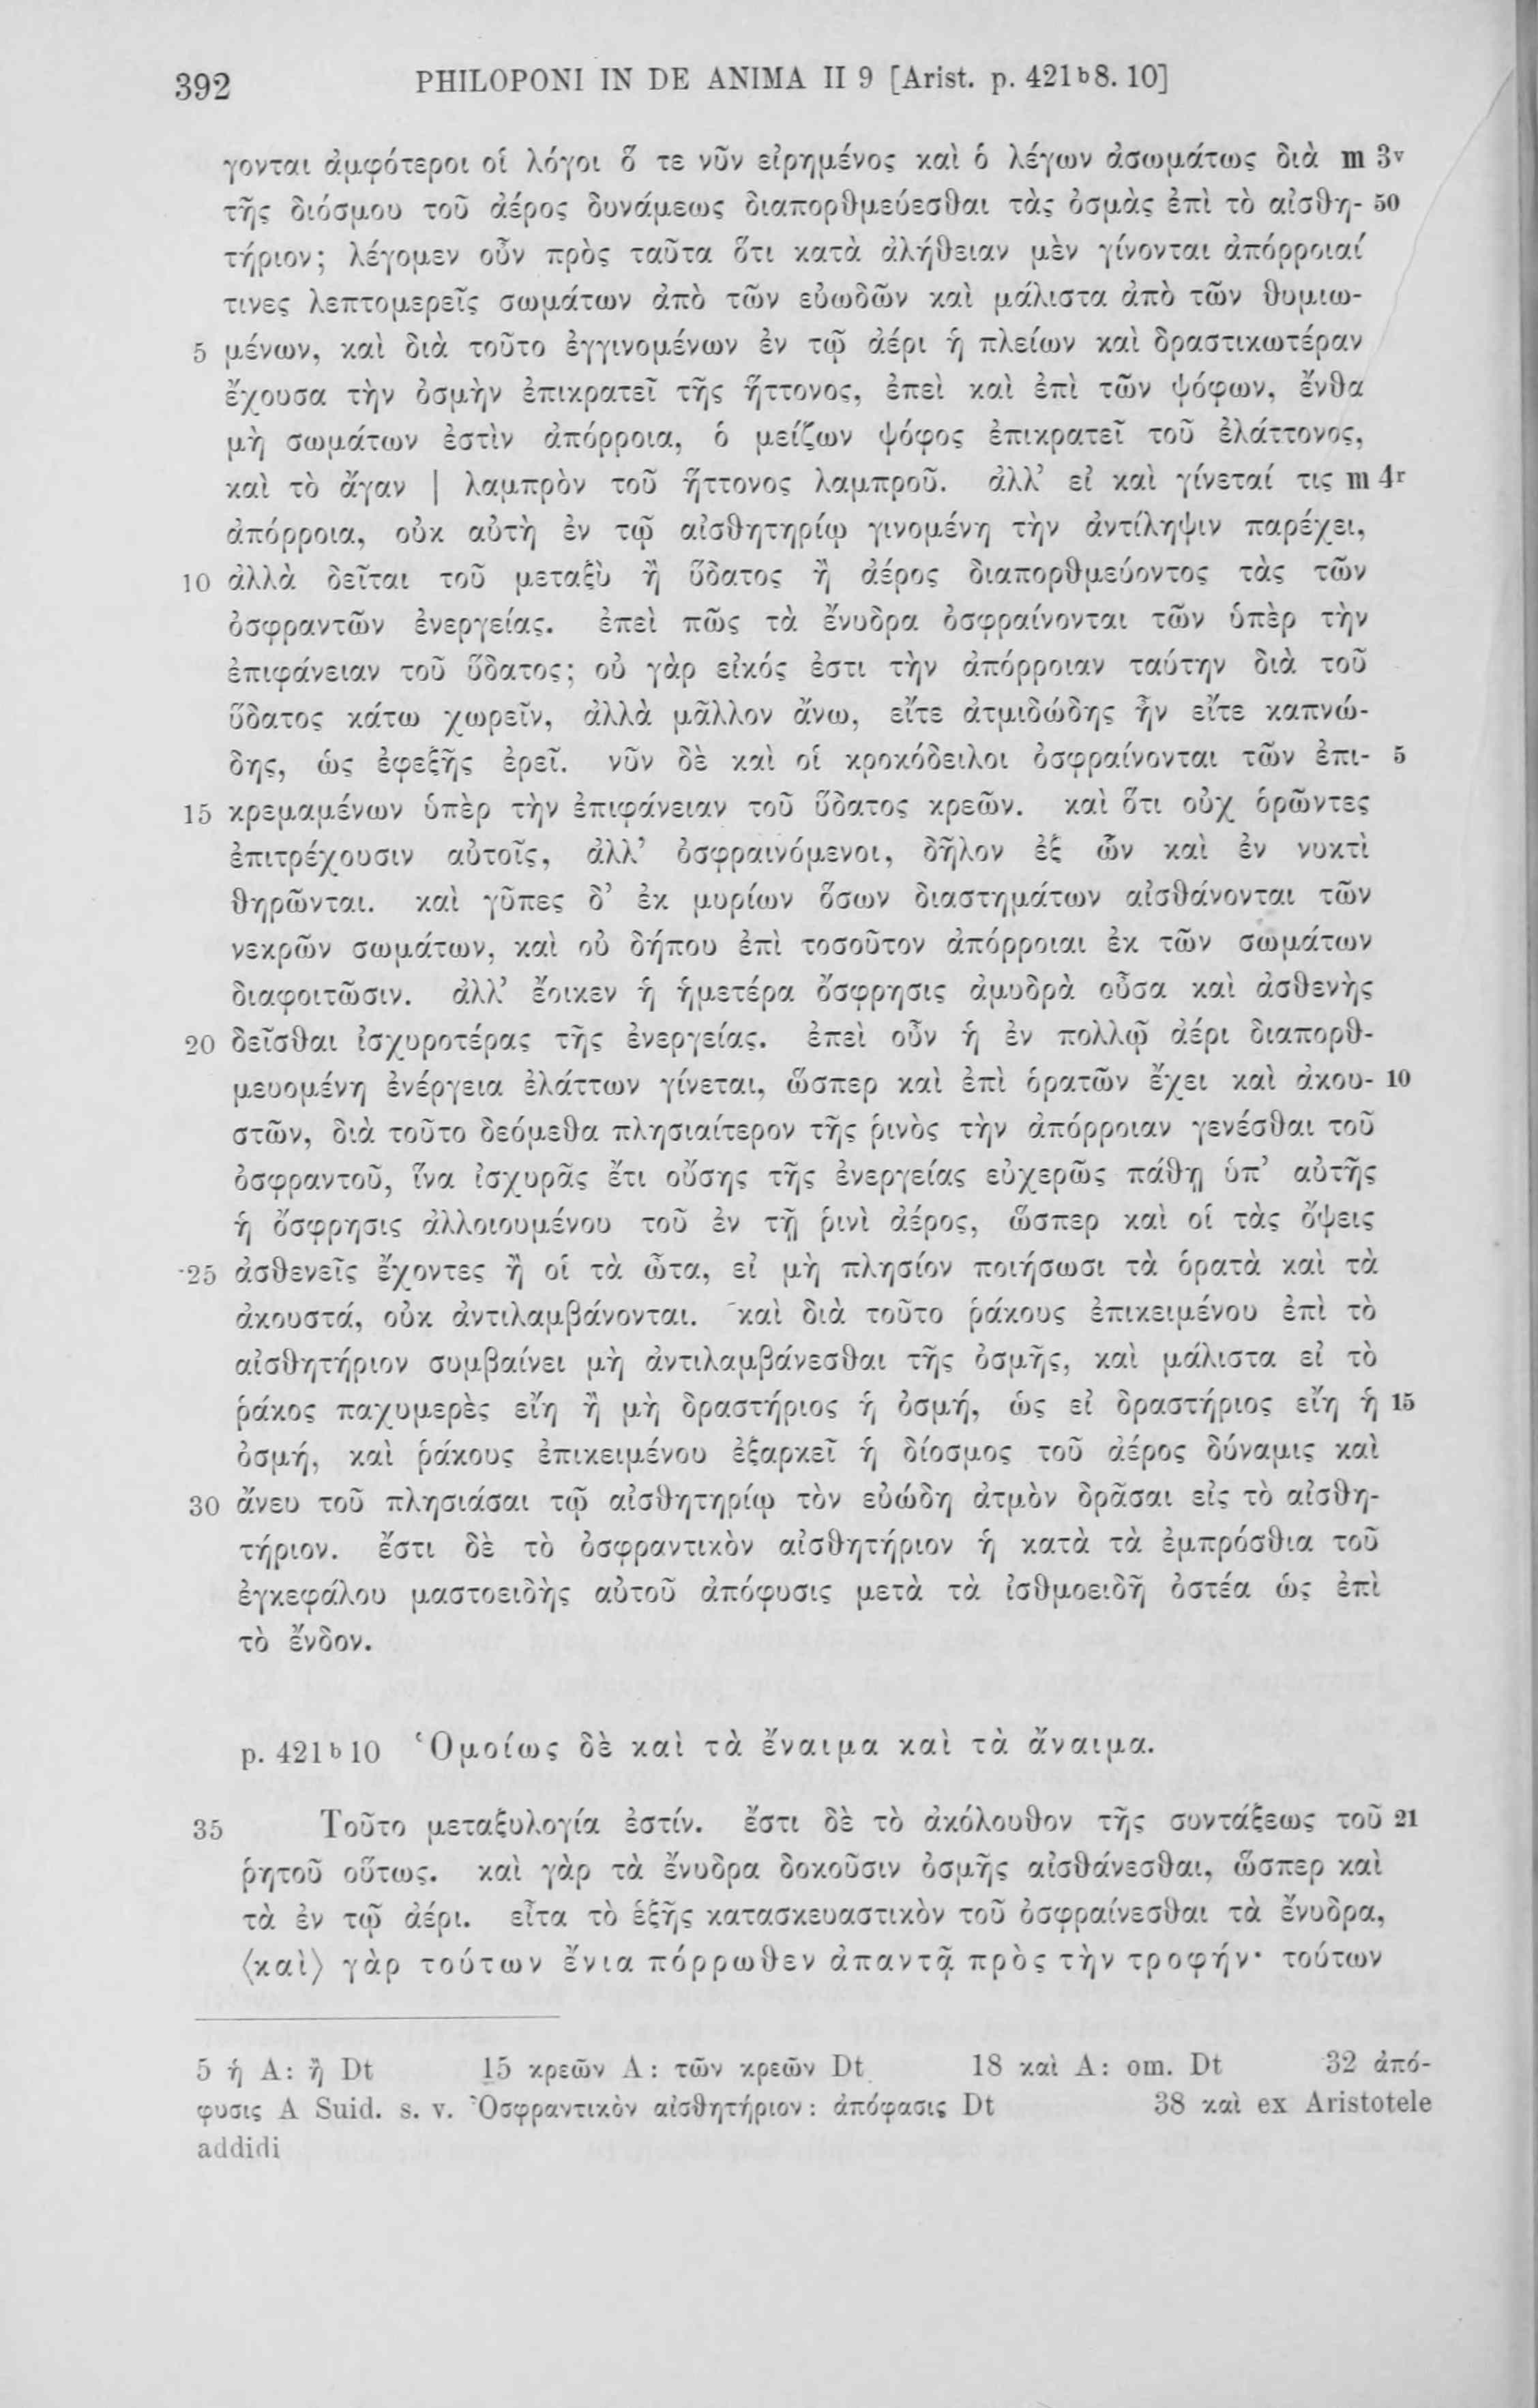 392 PHILOPONI IN DE ANIMA II 9 [Arist. p. 421b8. 10]
γονται ἀμφότεροι οἱ λόγοι ὅ τε νῦν εἰρημένος καὶ ὁ λέγων ἀσωμάτως διὰ m 3v
τῆς διόσμου τοῦ ἀέρος δυνάμεως διαπορθμεύεσθαι τὰς ὀσμὰς ἐπὶ τὸ αἰσθη- 50
τήριον; λέγομεν οὖν πρὸς ταῦτα ὅτι κατὰ ἀλήθειαν μὲν γίνονται ἀπόρροιαί
τινες λεπτομερεῖς σωμάτων ἀπὸ τῶν εὐωδῶν καὶ μάλιστα ἀπὸ τῶν θυμιω-
5 μένων, καὶ διὰ τοῦτο ἐγγινομένων ἐν τῷ ἀέρι ἡ πλείων καὶ δραστικωτέραν
ἔχουσα τὴν ὀσμὴν ἐπικρατεῖ τῆς ἥττονος, ἐπεὶ καὶ ἐπὶ τῶν ψόφων, ἔνθα
μὴ σωμάτων ἐστὶν ἀπόρροια, ὁ μείζων ψόφος ἐπικρατεῖ τοῦ ἐλάττονος,
καὶ τὸ ἄγαν | λαμπρὸν τοῦ ἥττονος λαμπροῦ. ἀλλ’ εἰ καὶ γίνεταί τις m 4r
ἀπόρροια, οὐκ αὐτὴ ἐν τῷ αἰσθητηρίῳ γινομένη τὴν ἀντίληψιν παρέχει,
10 ἀλλὰ δεῖται τοῦ μεταξὺ ἢ ὕδατος ἢ ἀέρος διαπορθμεύοντος τὰς τῶν
ὀσφραντῶν ἐνεργείας. ἐπεὶ πῶς τὰ ἔνυδρα ὀσφραίνονται τῶν ὑπὲρ τὴν
ἐπιφάνειαν τοῦ ὕδατος; οὐ γὰρ εἰκός ἐστι τὴν ἀπόρροιαν ταύτην διὰ τοῦ
ὕδατος κάτω χωρεῖν, ἀλλὰ μᾶλλον ἄνω, εἴτε ἀτμιδώδης ἦν εἴτε καπνώ-
δης, ὡς ἐφεξῆς ἐρεῖ. νῦν δὲ καὶ οἱ κροκόδειλοι ὀσφραίνονται τῶν ἐπι- 5
15 κρεμαμένων ὑπὲρ τὴν ἐπιφάνειαν τοῦ ὕδατος κρεῶν. καὶ ὅτι οὐχ ὁρῶντες
ἐπιτρέχουσιν αὐτοῖς, ἀλλ’ ὀσφραινόμενοι, δῆλον ἐξ ὧν καὶ ἐν νυκτὶ
θηρῶνται. καὶ γῦπες δ’ ἐκ μυρίων ὅσων διαστημάτων αἰσθάνονται τῶν
νεκρῶν σωμάτων, καὶ οὐ δήπου ἐπὶ τοσοῦτον ἀπόρροιαι ἐκ τῶν σωμάτων
διαφοιτῶσιν. ἀλλ’ ἔοικεν ἡ ἡμετέρα ὄσφρησις ἀμυδρὰ οὖσα καὶ ἀσθενὴς
20 δεῖσθαι ἰσχυροτέρας τῆς ἐνεργείας. ἐπεὶ οὖν ἡ ἐν πολλῷ ἀέρι διαπορθ-
μευομένη ἐνέργεια ἐλάττων γίνεται, ὥσπερ καὶ ἐπὶ ὁρατῶν ἔχει καὶ ἀκου- 10
στῶν, διὰ τοῦτο δεόμεθα πλησιαίτερον τῆς ῥινὸς τὴν ἀπόρροιαν γενέσθαι τοῦ
ὀσφραντοῦ, ἵνα ἰσχυρᾶς ἔτι οὔσης τῆς ἐνεργείας εὐχερῶς πάθῃ ὑπ’ αὐτῆς
ἡ ὄσφρησις ἀλλοιουμένου τοῦ ἐν τῇ ῥινὶ ἀέρος, ὥσπερ καὶ οἱ τὰς ὄψεις
25 ἀσθενεῖς ἔχοντες ἢ οἱ τὰ ὦτα, εἰ μὴ πλησίον ποιήσωσι τὰ ὁρατὰ καὶ τὰ
ἀκουστά, οὐκ ἀντιλαμβάνονται. καὶ διὰ τοῦτο ῥάκους ἐπικειμένου ἐπὶ τὸ
αἰσθητήριον συμβαίνει μὴ ἀντιλαμβάνεσθαι τῆς ὀσμῆς, καὶ μάλιστα εἰ τὸ
ῥάκος παχυμερὲς εἴη ἢ μὴ δραστήριος ἡ ὀσμή, ὡς εἰ δραστήριος εἴη ἡ 15
ὀσμή, καὶ ῥάκους ἐπικειμένου ἐξαρκεῖ ἡ δίοσμος τοῦ ἀέρος δύναμις καὶ
30 ἄνευ τοῦ πλησιάσαι τῷ αἰσθητηρίῳ τὸν εὐώδη ἀτμὸν δρᾶσαι εἰς τὸ αἰσθη-
τήριον. ἔστι δὲ τὸ ὀσφραντικὸν αἰσθητήριον ἡ κατὰ τὰ ἐμπρόσθια τοῦ
ἐγκεφάλου μαστοειδὴς αὐτοῦ ἀπόφυσις μετὰ τὰ ἰσθμοειδῆ ὀστέα ὡς ἐπὶ
τὸ ἔνδον.
p. 421b10 Ὁμοίως δὲ καὶ τὰ ἔναιμα καὶ τὰ ἄναιμα.
35 Τοῦτο μεταξυλογία ἐστίν. ἔστι δὲ τὸ ἀκόλουθον τῆς συντάξεως τοῦ 21
ῥητοῦ οὕτως. καὶ γὰρ τὰ ἔνυδρα δοκοῦσιν ὀσμῆς αἰσθάνεσθαι, ὥσπερ καὶ
τὰ ἐν τῷ ἀέρι. εἶτα τὸ ἑξῆς κατασκευαστικὸν τοῦ ὀσφραίνεσθαι τὰ ἔνυδρα,
⟨καὶ⟩ γὰρ τούτων ἔνια πόρρωθεν ἀπαντᾷ πρὸς τὴν τροφήν· τούτων
5 ἡ A: ἢ Dt 15 κρεῶν A: τῶν κρεῶν Dt 18 καὶ A: om. Dt 32 ἀπό-
φυσις A Suid. s. v. Ὀσφραντικὸν αἰσθητήριον: ἀπόφασις Dt 38 καὶ ex Aristotele
addidi